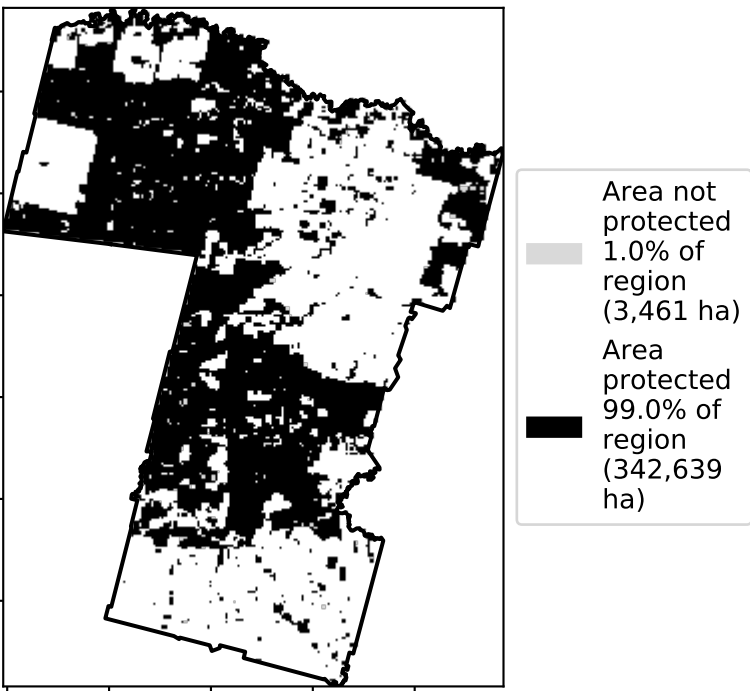 Area not
protected
1.0% of
region
(3,461 ha)
Area
protected
99.0% of
region
(342,639
ha)